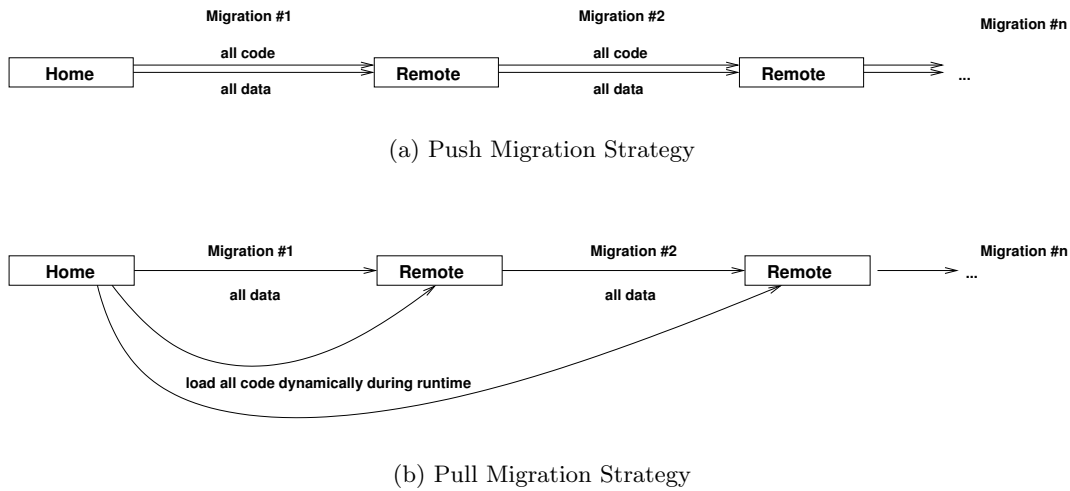 Migration #1
Migration #2
Migration #n
all code
all code
Home
Remote
Remote
...
all data
all data
(a) Push Migration Strategy
Migration #1
Migration #2
Migration #n
Home
Remote
Remote
...
all data
all data
load all code dynamically during runtime
(b) Pull Migration Strategy